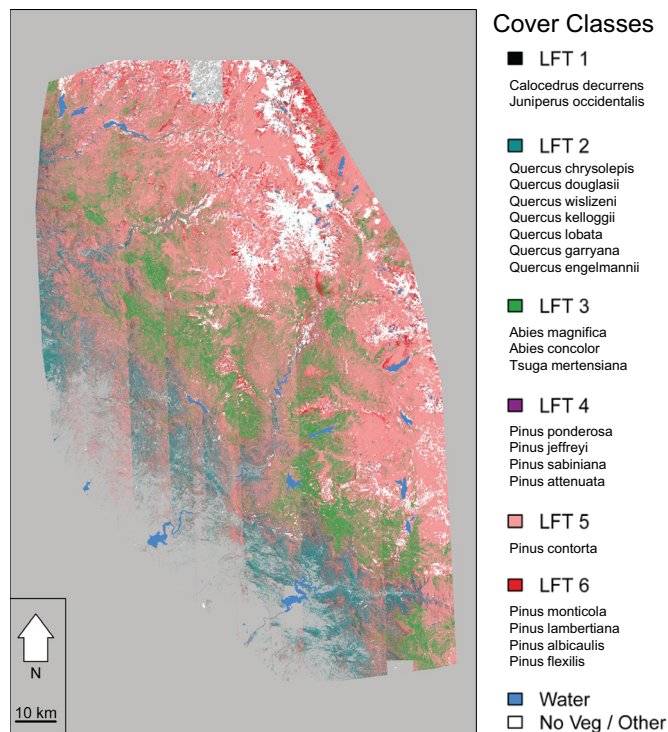 Cover Classes
LFT 1
Calocedrus decurrens
Juniperus occidentalis
LFT 2
Quercus chrysolepis
Quercus douglasii
Quercus wislizeni
Quercus kelloggii
Quercus lobata
Quercus garryana
Quercus engelmannii
LFT 3
Abies magnifica
Abies concolor
Tsuga mertensiana
LFT 4
Pinus ponderosa
Pinus jeffreyi
Pinus sabiniana
Pinus attenuata
LFT 5
Pinus contorta
LFT 6
Pinus monticola
Pinus lambertiana
Pinus albicaulis
Pinus flexilis
Water
No Veg / Other
N
10 km